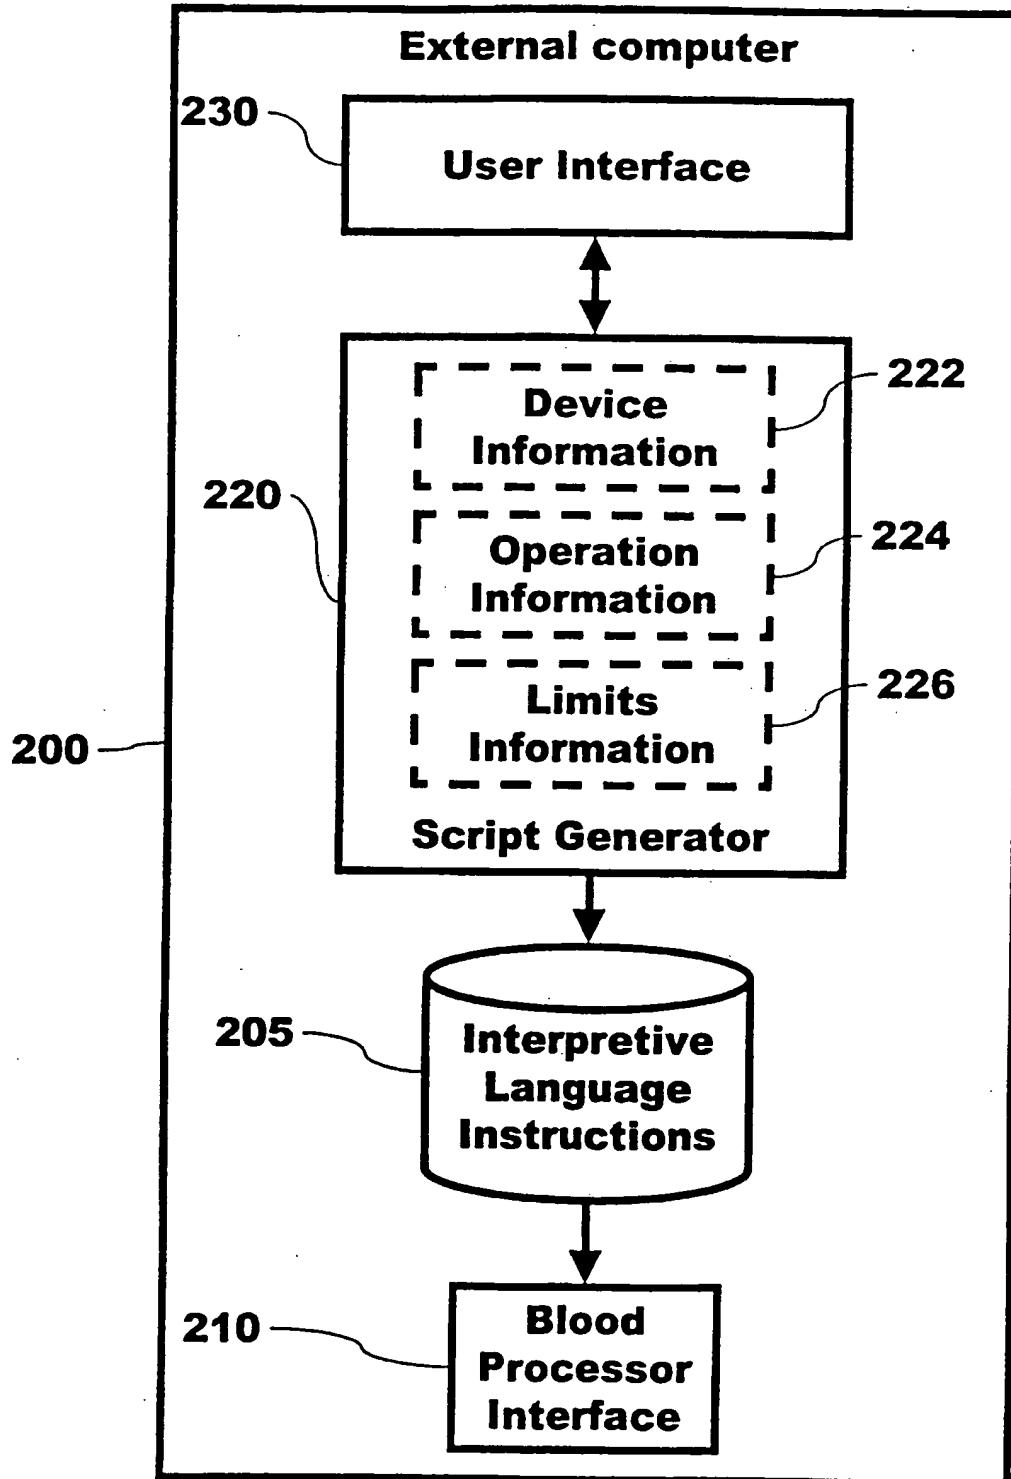 External computer
230
User Interface
Device
Information
222
220
Operation
Information
224
Limits
Information
226
200
Script Generator
205
Interpretive
Language
Instructions
210
Blood
Processor
Interface